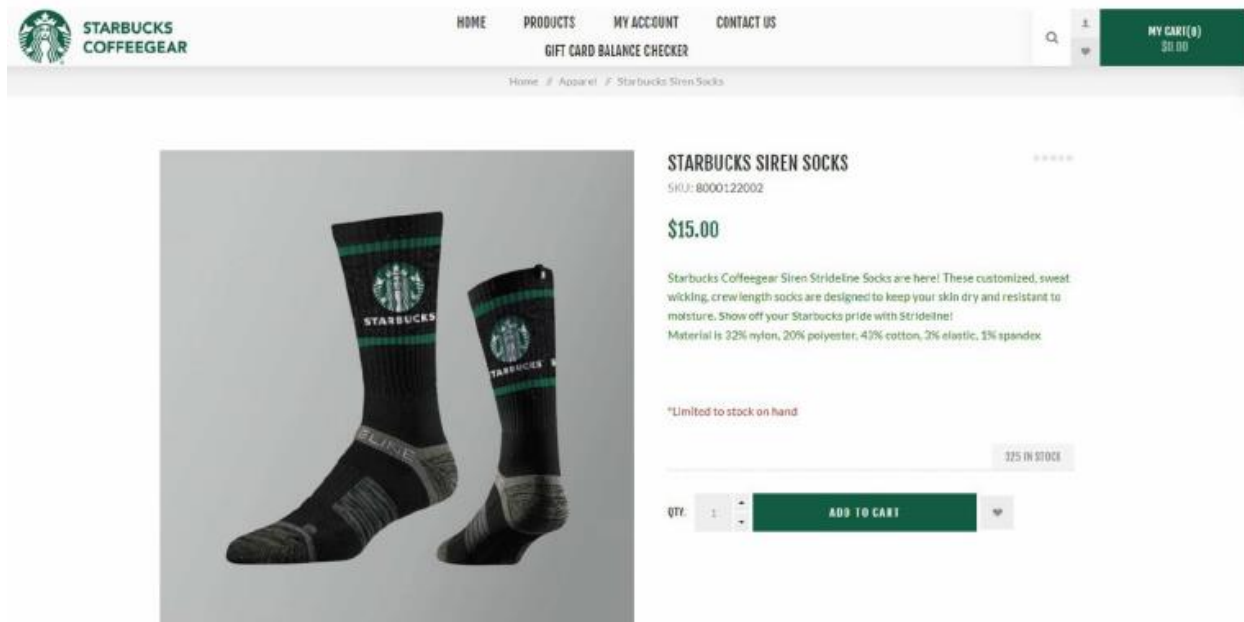 STARBUCKS
COFFEEGEAR
HOME PRODUCTS MY ACCOUNT CONTACT US
GIFT CARD BALANCE CHECKER
MY CART(0)
$0.00
Home // Apparel // Starbucks Siren Socks
STARBUCKS SIREN SOCKS
SKU: 8000122002
$15.00
Starbucks Coffeegear Siren Strideline Socks are here! These customized, sweat
wicking, crew length socks are designed to keep your skin dry and resistant to
moisture. Show off your Starbucks pride with Strideline!
Material is 32% nylon, 20% polyester, 43% cotton, 3% elastic, 1% spandex
*Limited to stock on hand
325 IN STOCK
QTY. 1 ADD TO CART
STARBUCKS
TARBUCKS
ELINE